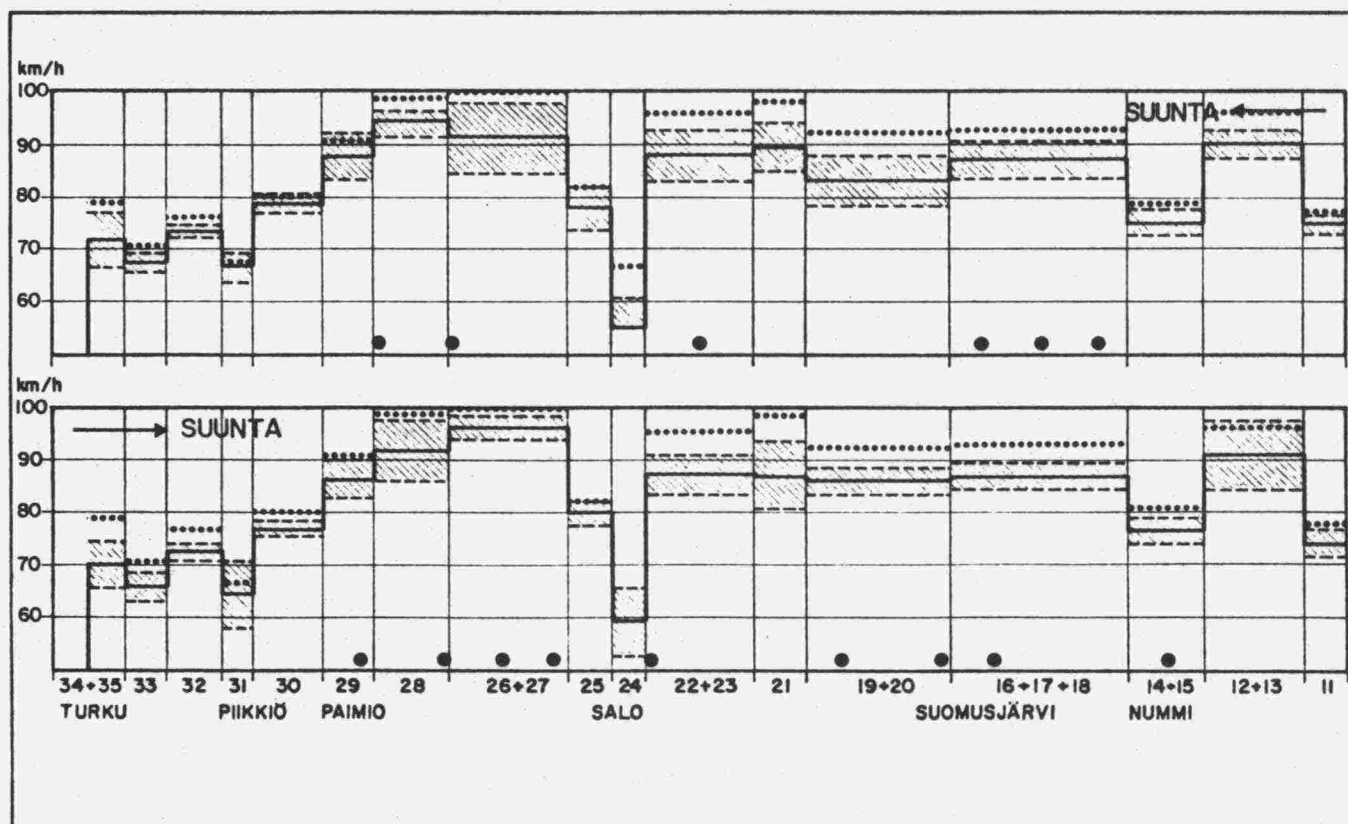 km/h
100
SUUNTA
90
80
70
60
km/h
100
SUUNTA
90
80
70
60
34+35 33 32 31 30 29 28 26+27 25 24 22+23 21 19+20 16+17+18 14+15 12+13 11
TURKU PIIKKIÖ PAIMIO SALO SUOMUSJÄRVI NUMMI